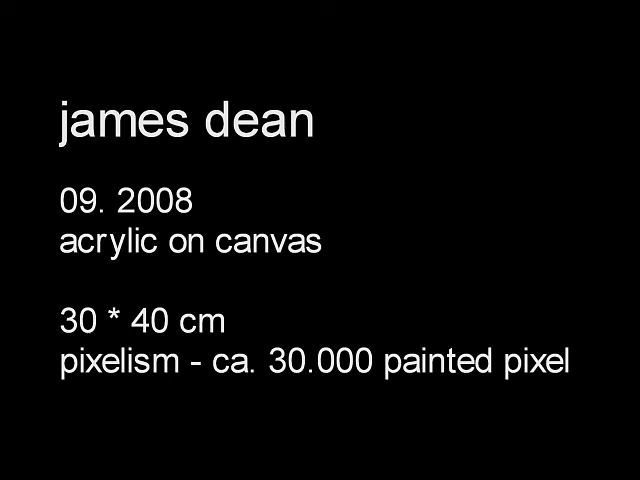 james dean
09. 2008
acrylic on canvas
30 * 40 cm
pixelism - ca. 30.000 painted pixel